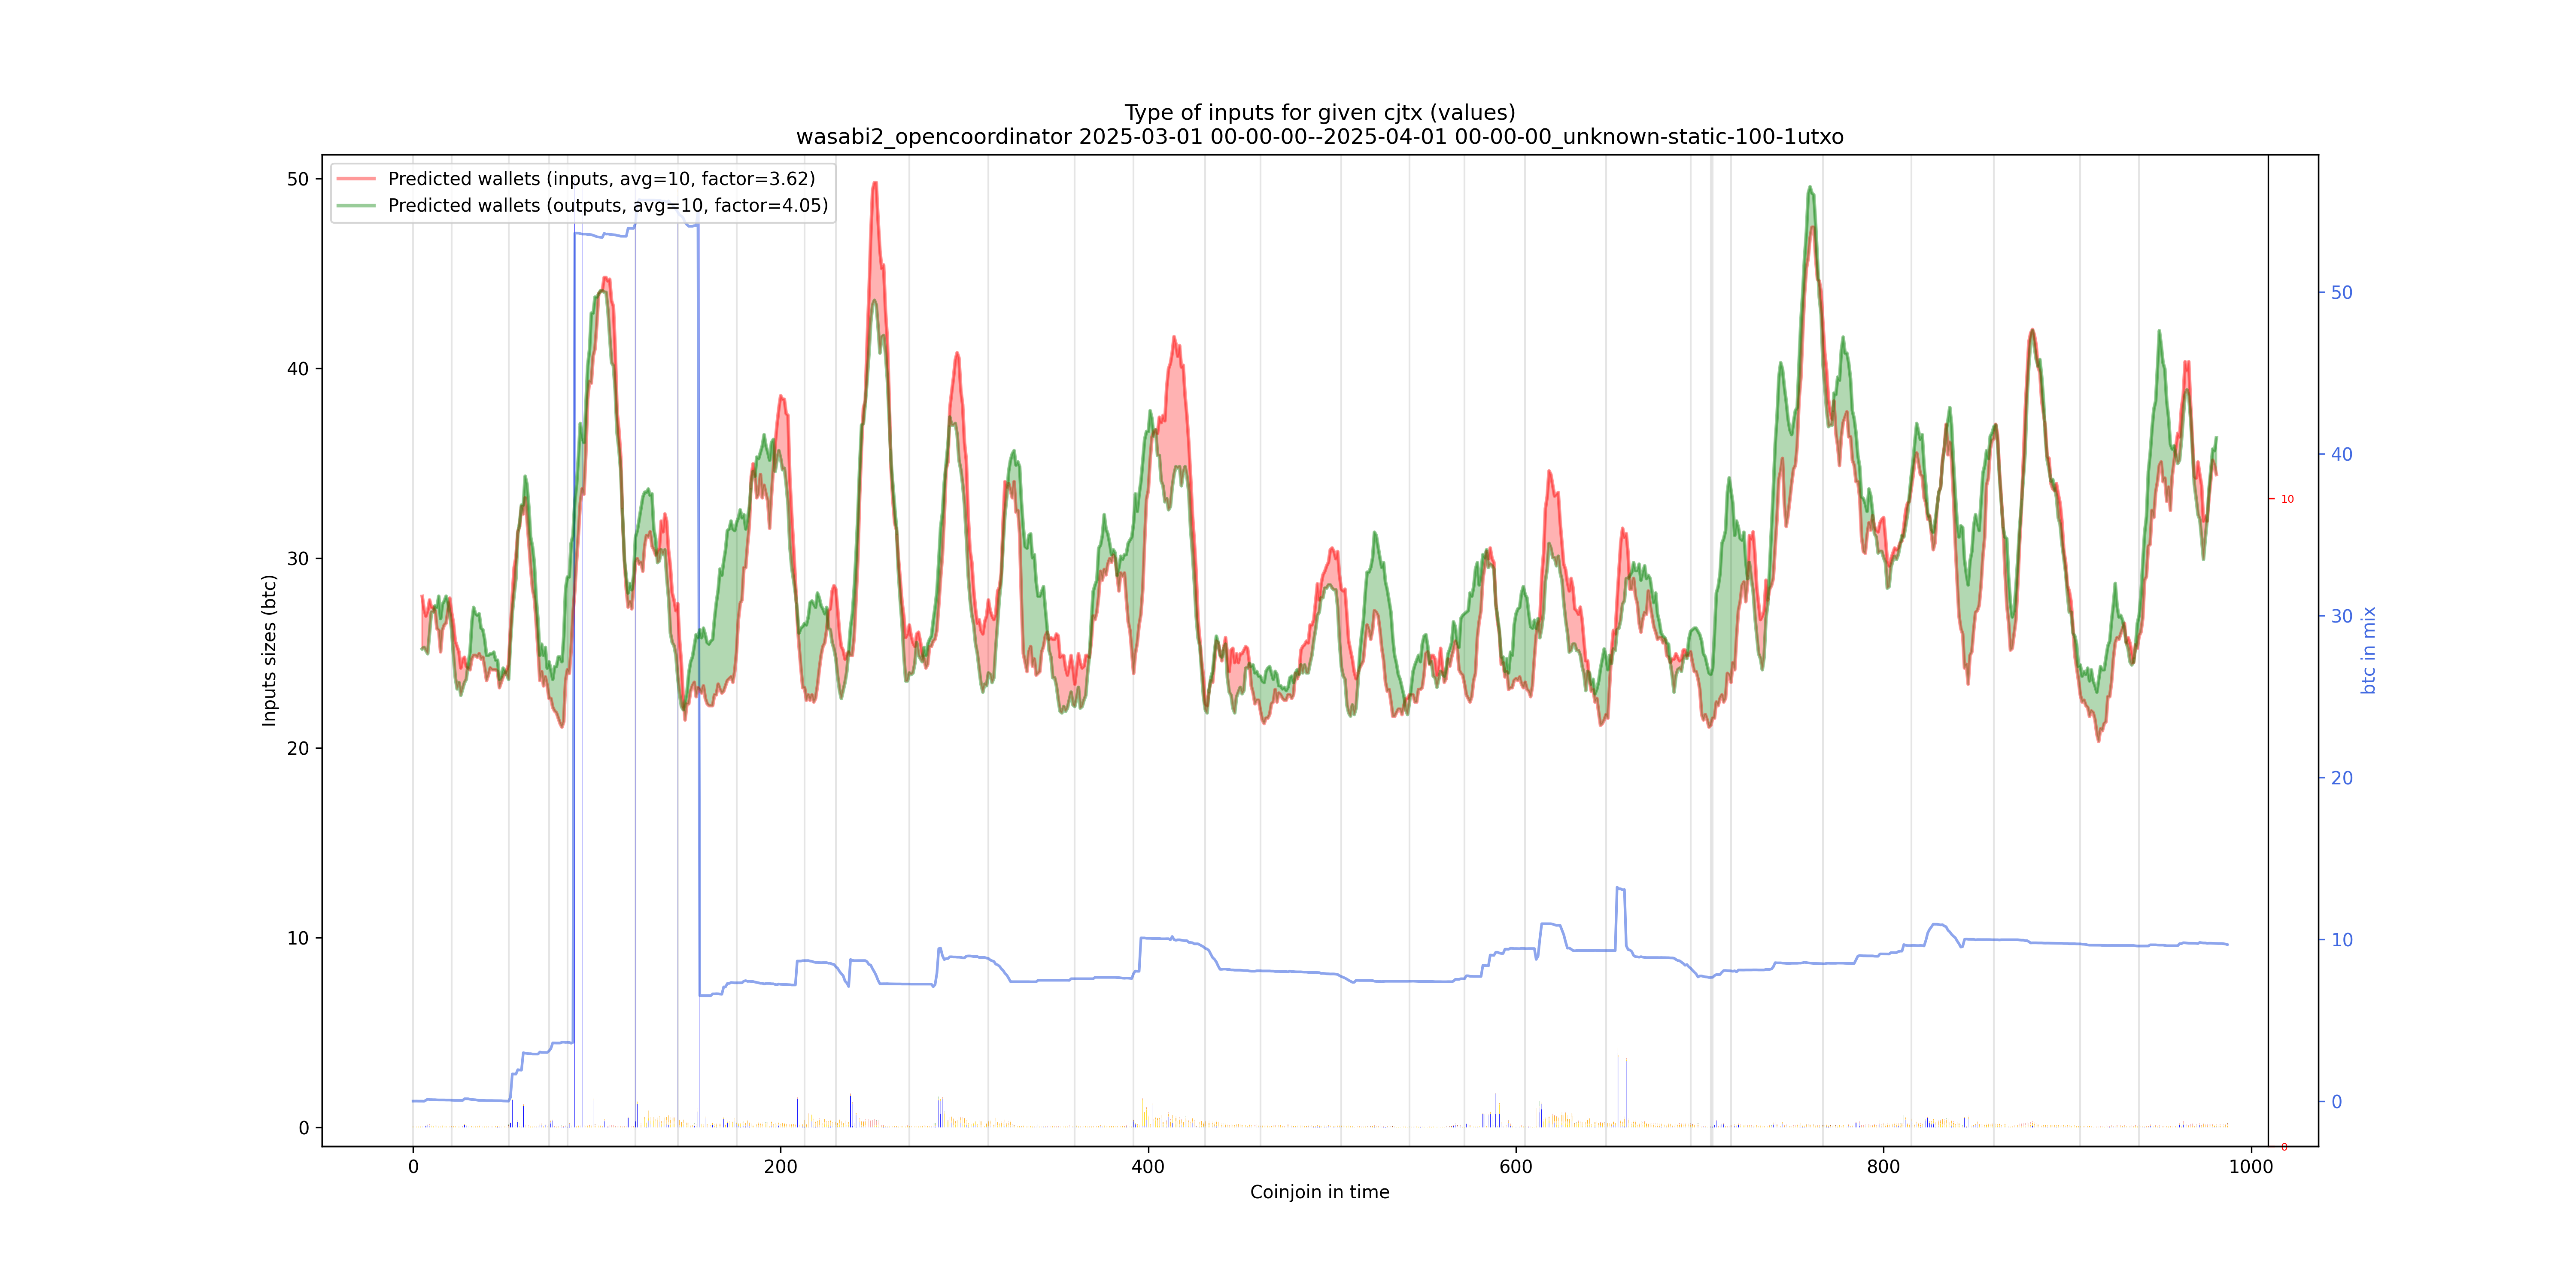 Type of inputs for given cjtx (values)
wasabi2_opencoordinator 2025-03-01 00-00-00--2025-04-01 00-00-00_unknown-static-100-1utxo
Predicted wallets (inputs, avg=10, factor=3.62)
Predicted wallets (outputs, avg=10, factor=4.05)
Inputs sizes (btc)
50
40
30
20
10
0
0
200
400
600
800
1000
Coinjoin in time
10
0
50
40
30
20
10
0
btc in mix